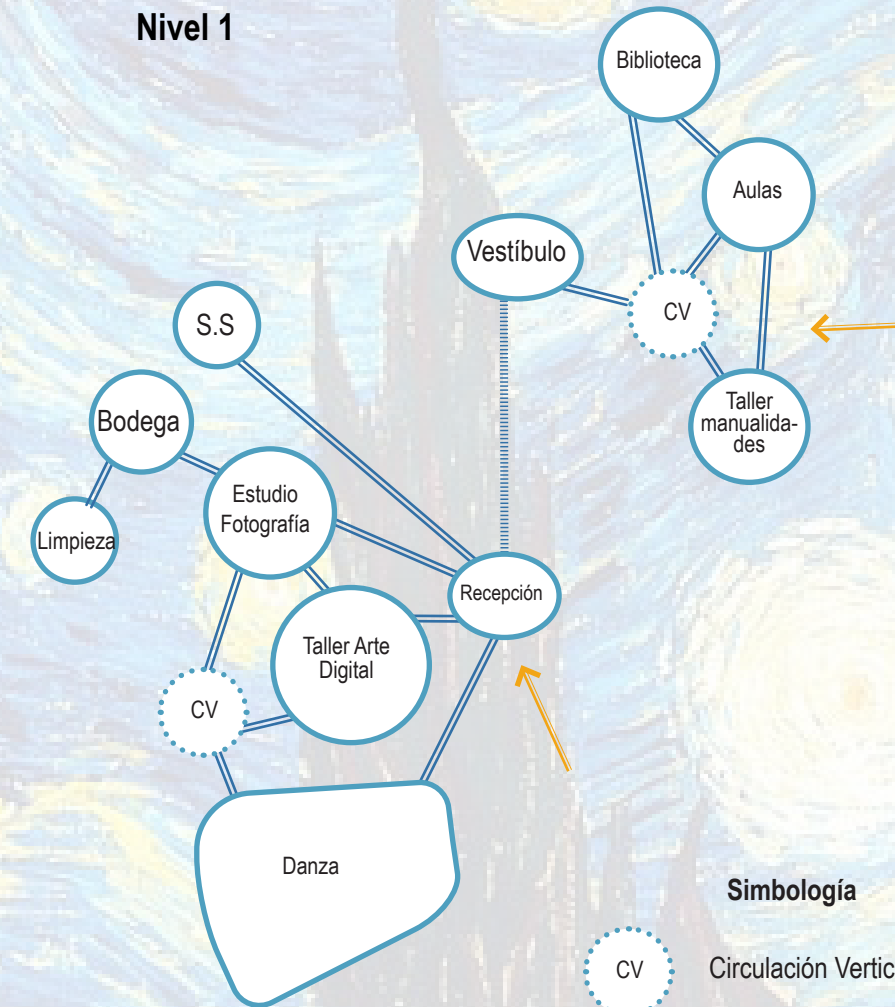 Nivel 1
Biblioteca
Aulas
Vestíbulo
CV
S.S
Taller
manualida-
des
Bodega
Estudio
Fotografía
Limpieza
Recepción
Taller Arte
Digital
CV
Danza
Simbología
CV
Circulación Vertic